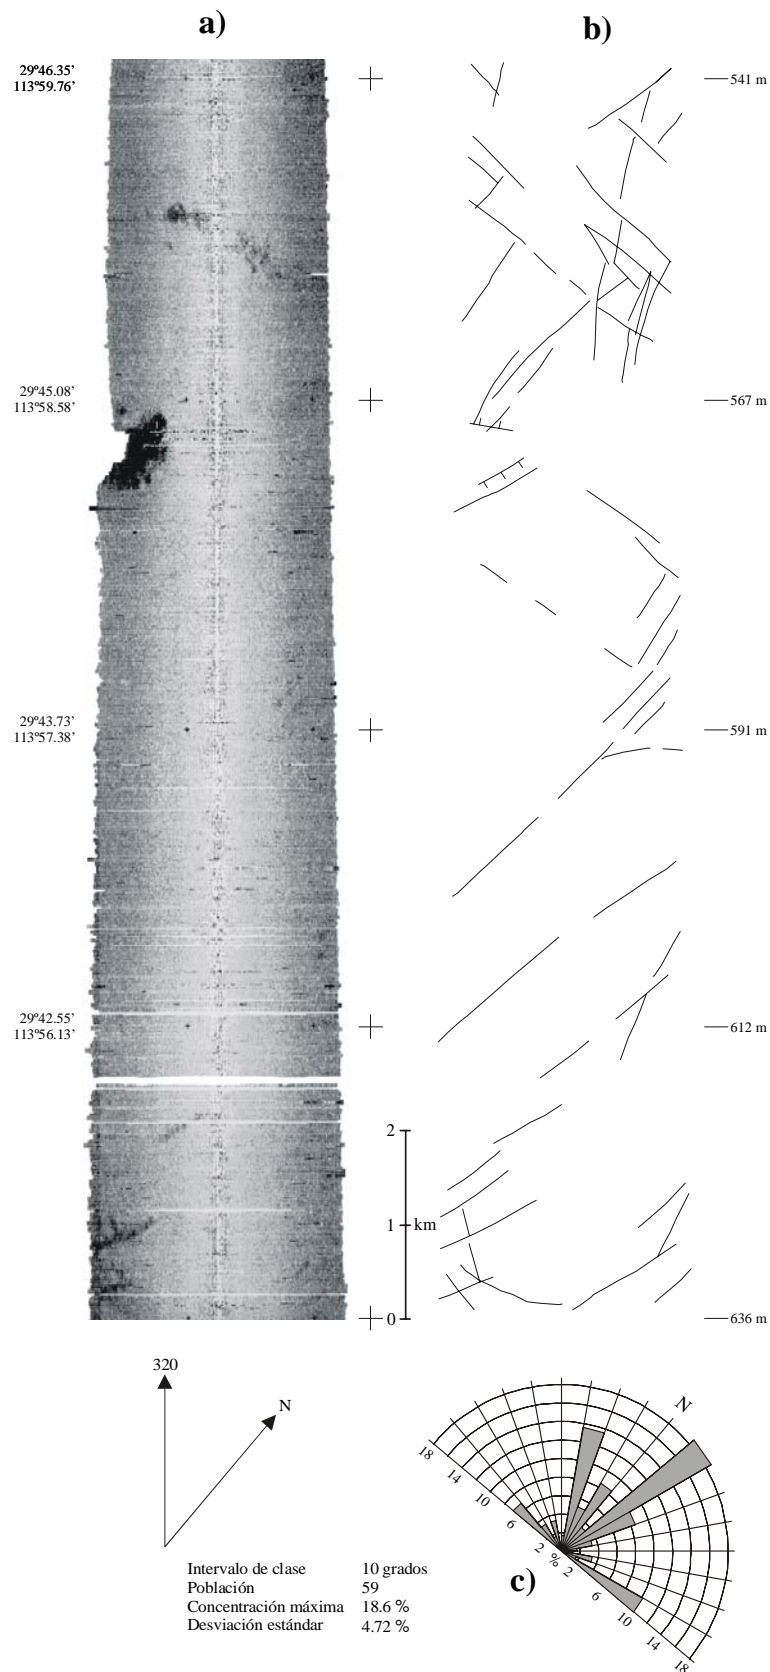 a)
b)
29º46.35’
113º59.76’
541 m
29º45.08’
113º58.58’
567 m
29º43.73’
113º57.38’
591 m
29º42.55’
113º56.13’
612 m
2
1
km
0
636 m
320
N
N
18
14
10
6
2
%
2
6
10
14
18
c)
Intervalo de clase 10 grados
Población 59
Concentración máxima 18.6 %
Desviación estándar 4.72 %